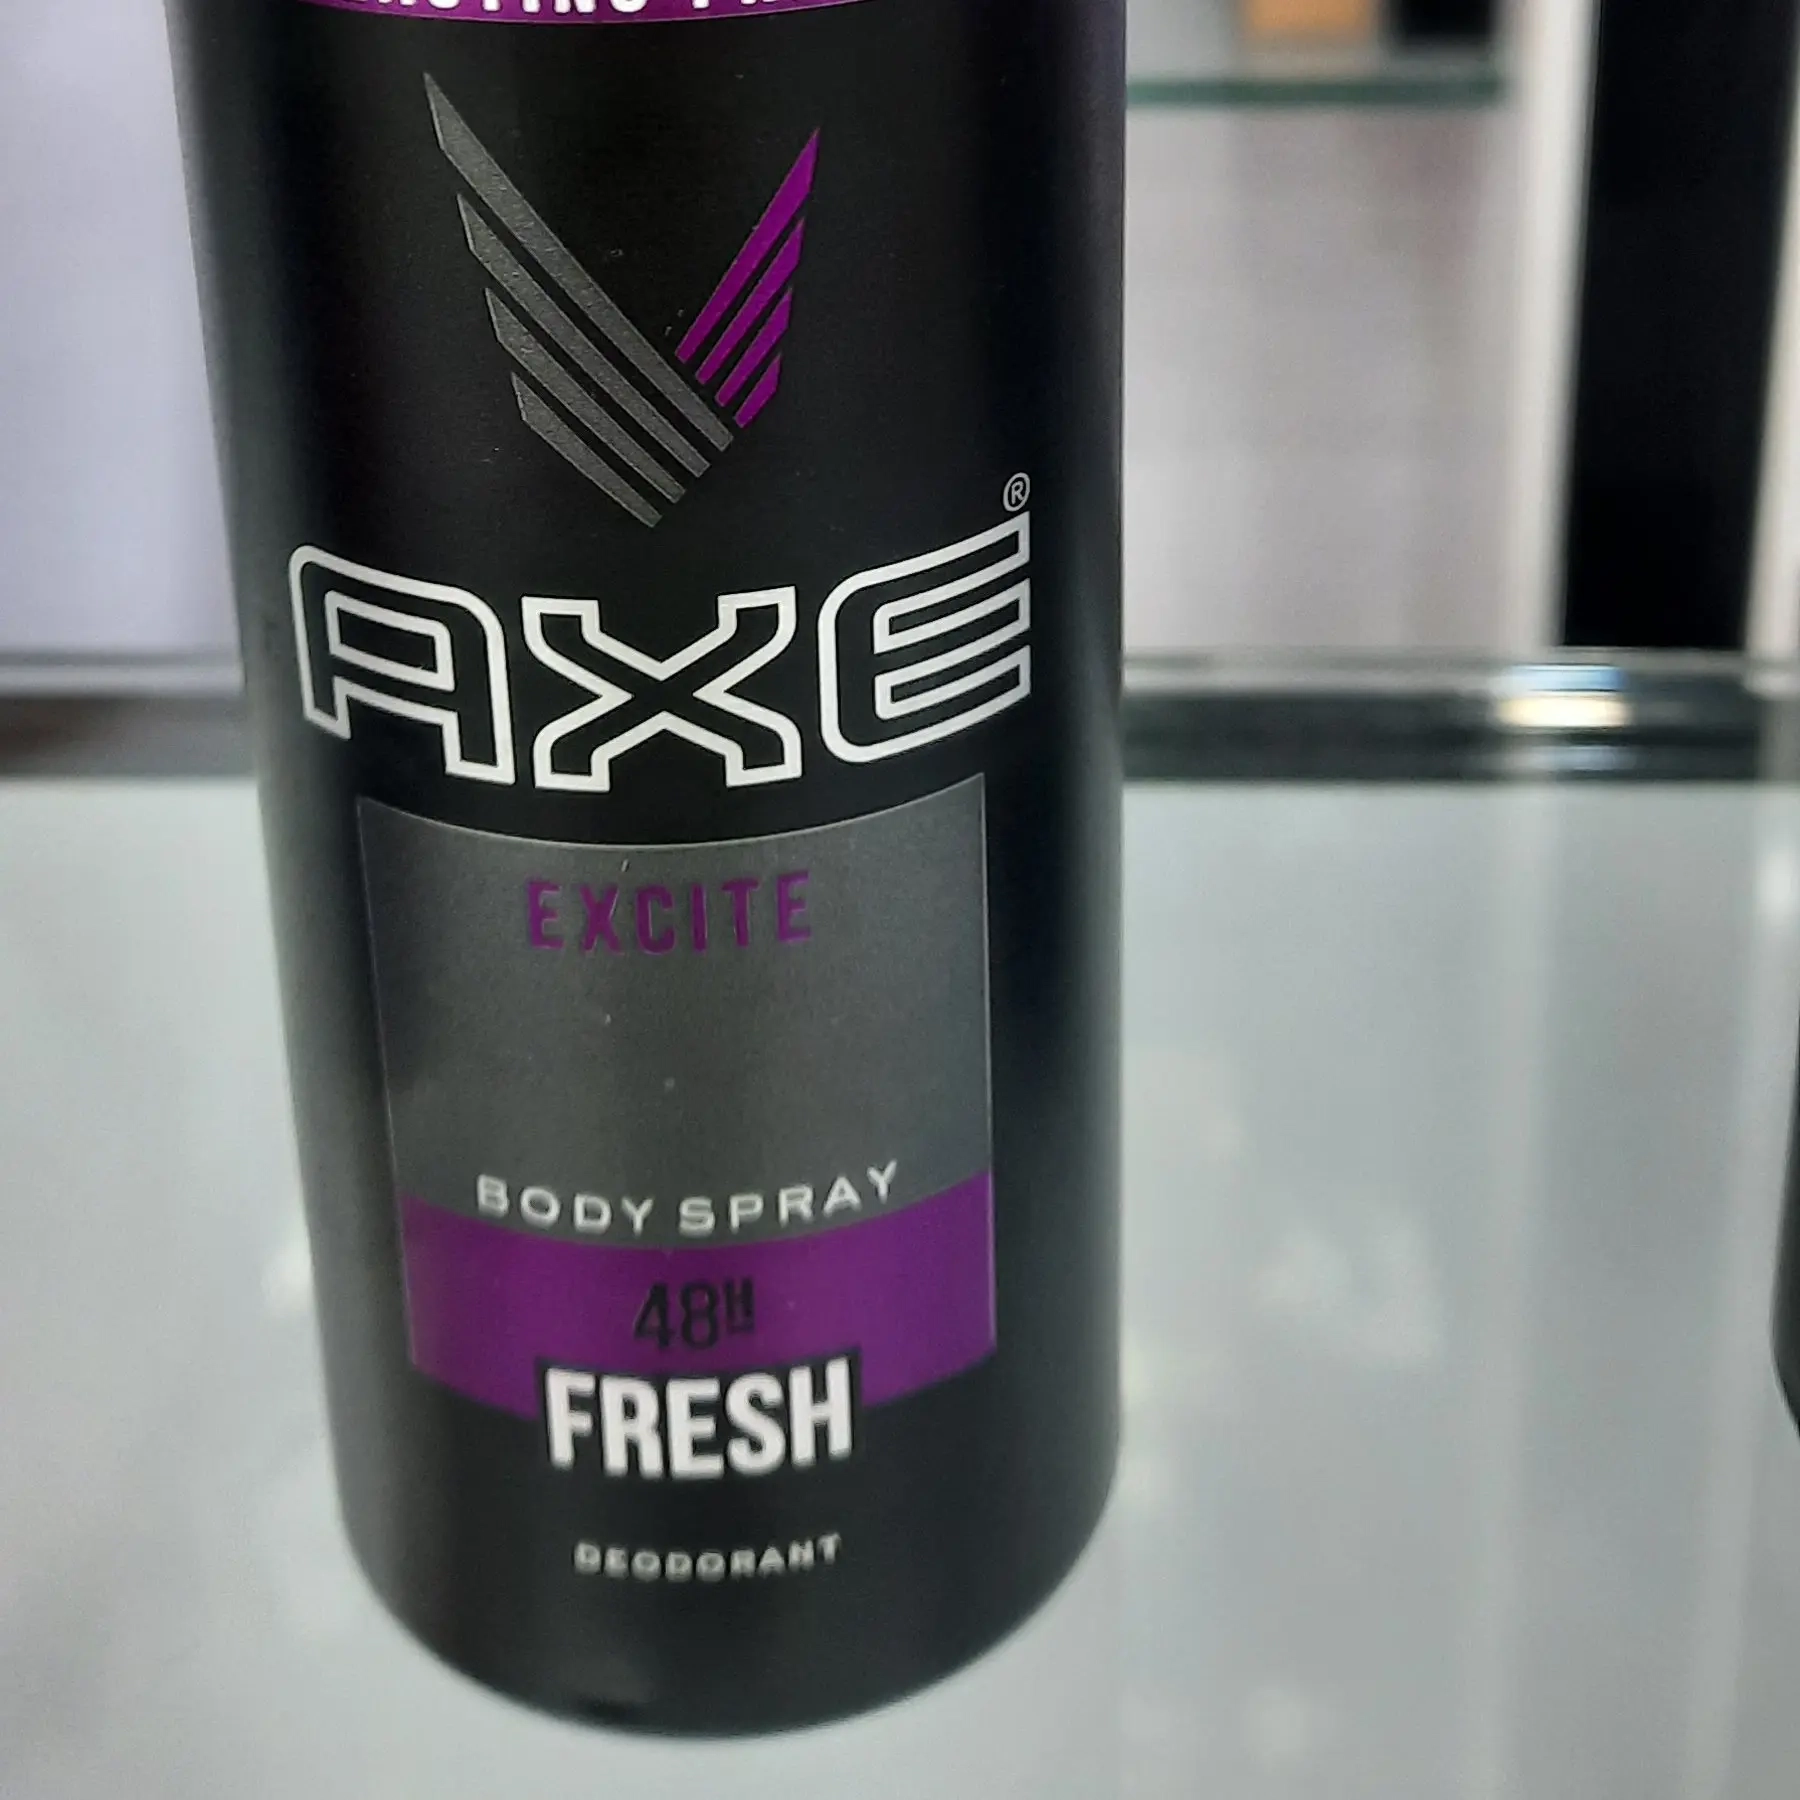 AXE®
EXCITE
BODY SPRAY
48H
FRESH
DEODORANT